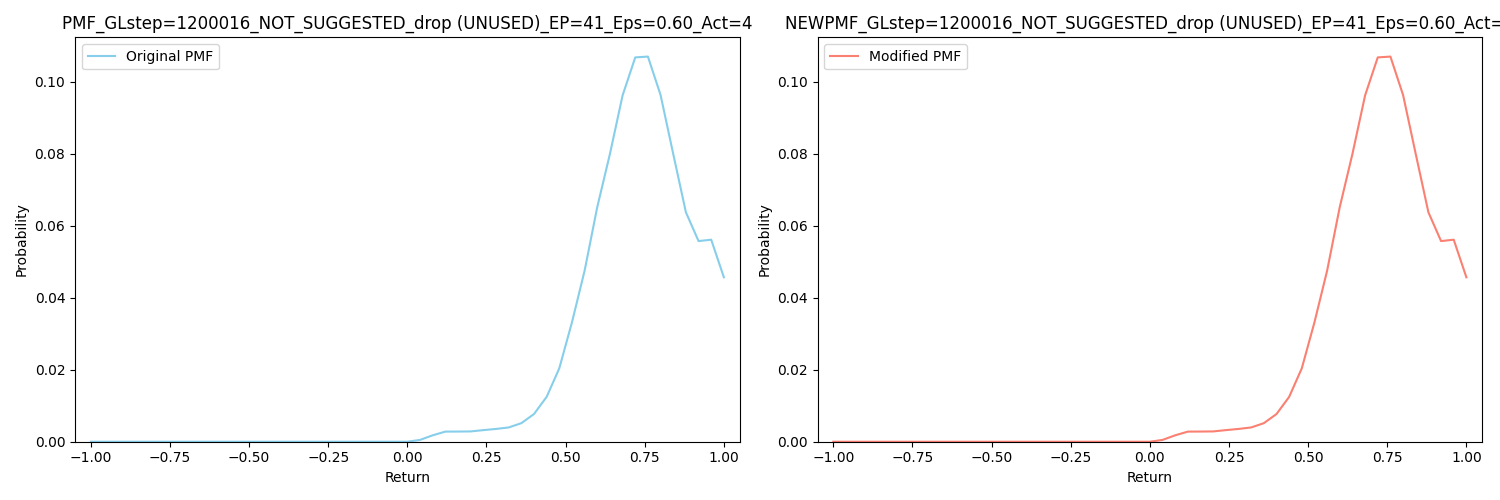 PMF_GLstep=1200016_NOT_SUGGESTED_drop (UNUSED)_EP=41_Eps=0.60_Act=4
Original PMF
0.10
0.08
0.06
0.04
0.02
0.00
Probability
−1.00 −0.75 −0.50 −0.25 0.00 0.25 0.50 0.75 1.00
Return
NEWPMF_GLstep=1200016_NOT_SUGGESTED_drop (UNUSED)_EP=41_Eps=0.60_Act=
Modified PMF
0.10
0.08
0.06
0.04
0.02
0.00
Probability
−1.00 −0.75 −0.50 −0.25 0.00 0.25 0.50 0.75 1.00
Return